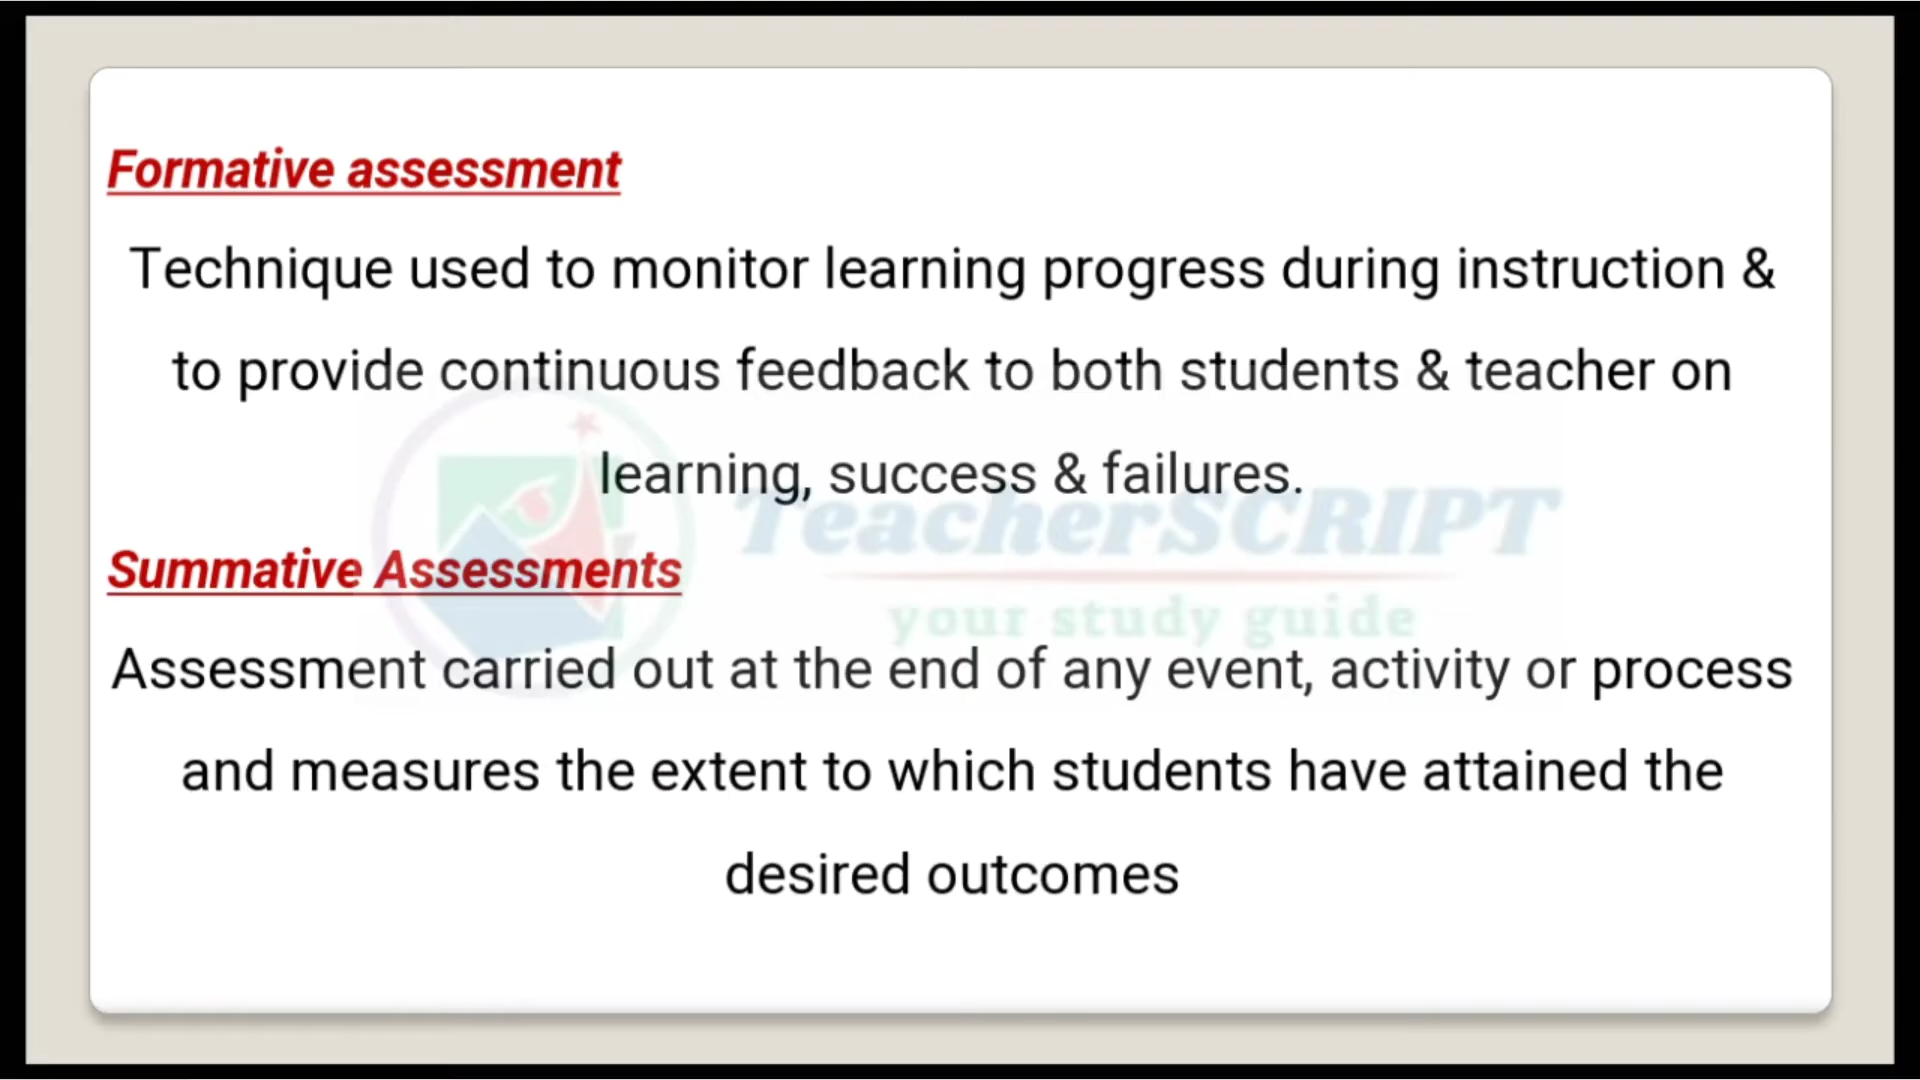 Formative assessment
Technique used to monitor learning progress during instruction &
to provide continuous feedback to both students & teacher on
learning, success & failures.
TeacherSCRIPT
your study guide
Summative Assessments
Assessment carried out at the end of any event, activity or process
and measures the extent to which students have attained the
desired outcomes